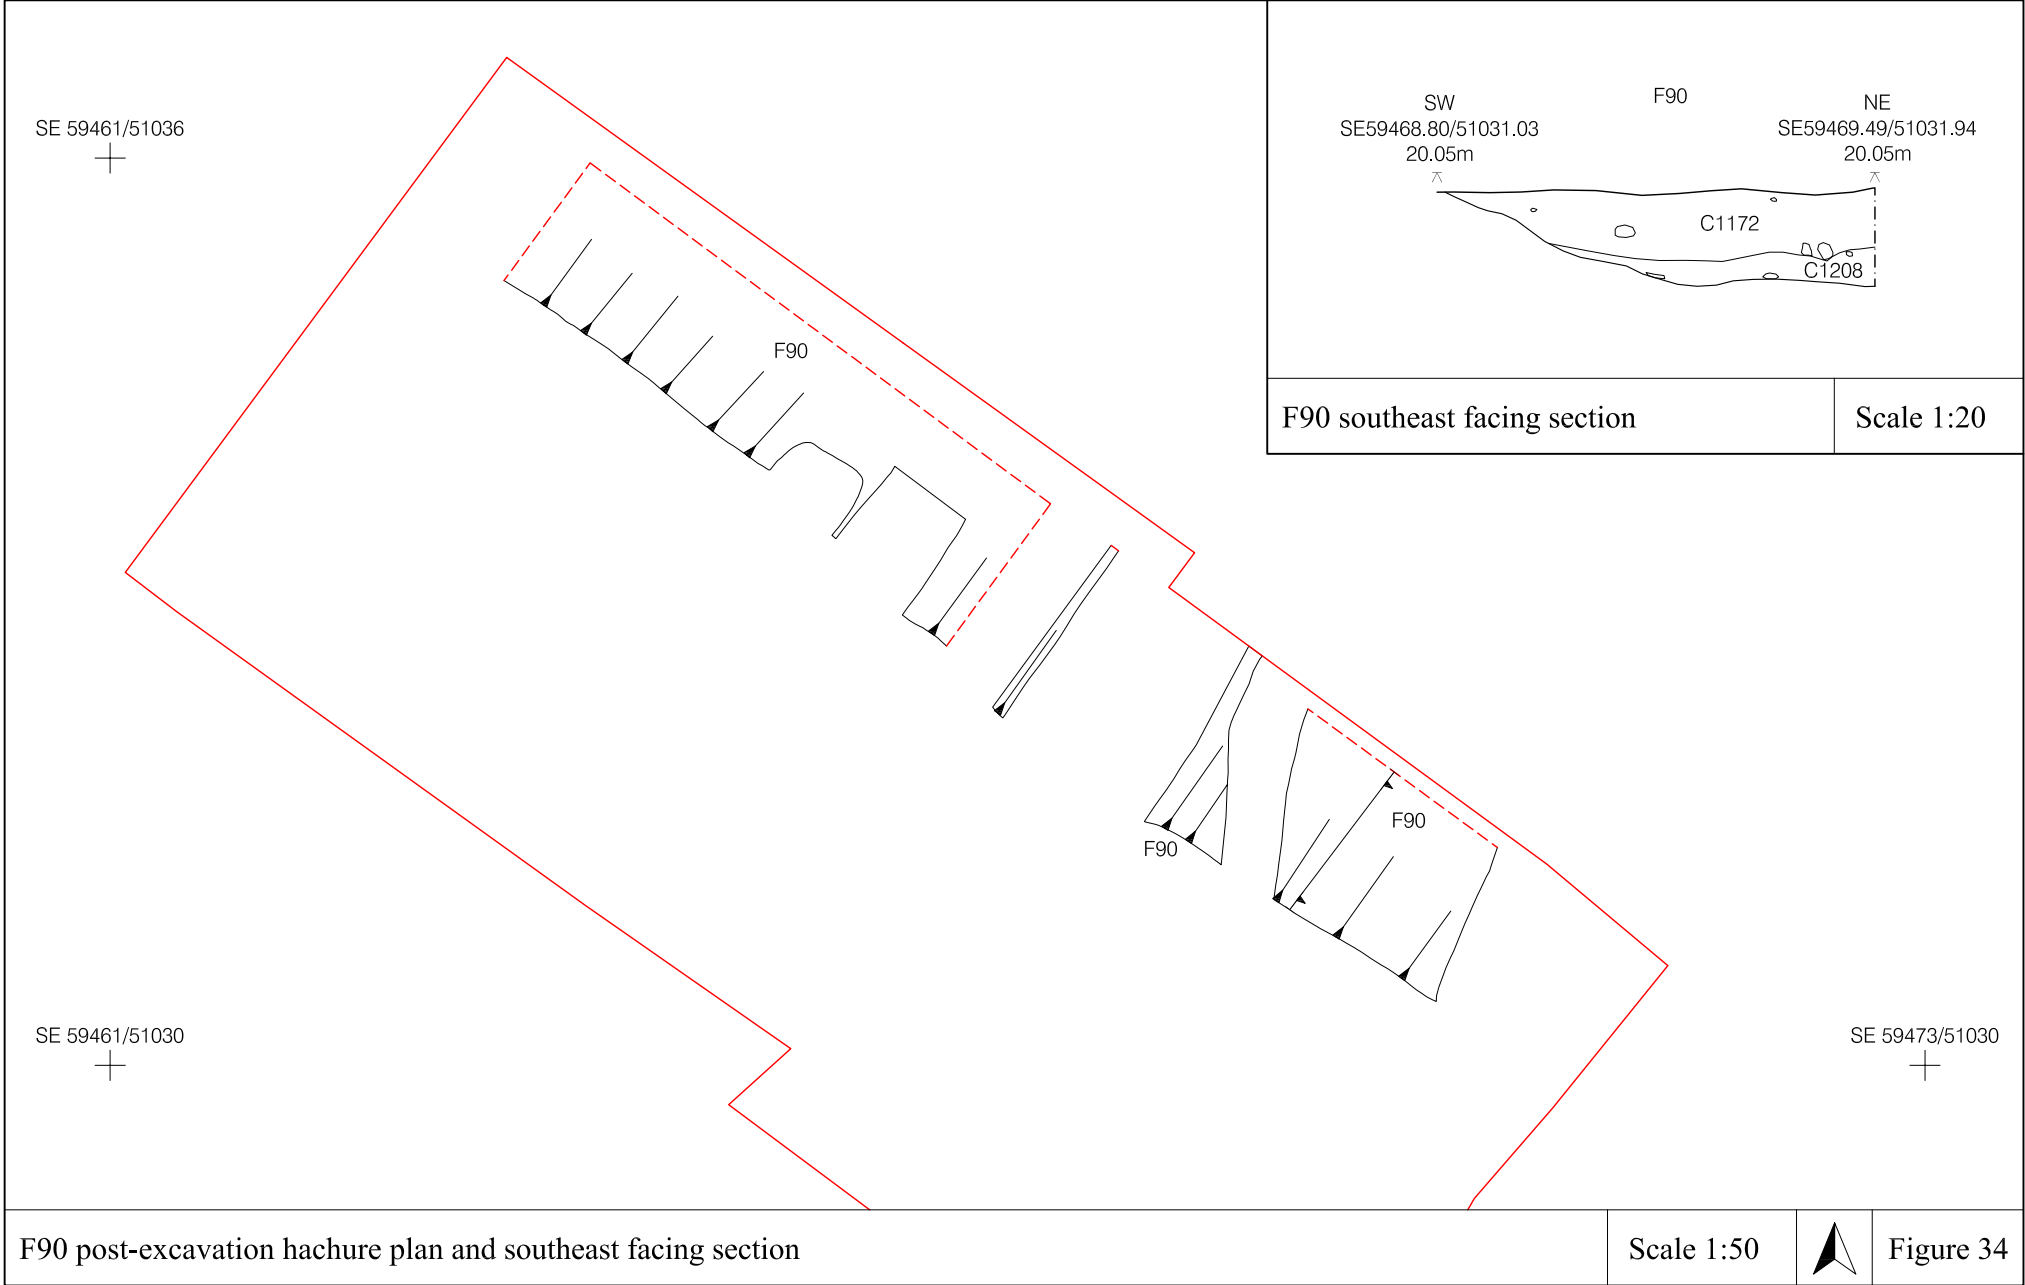 SE 59461/51036
F90
SW
NE
SE59468.80/51031.03
SE59469.49/51031.94
20.05m
20.05m
C1172
C1208
F90 southeast facing section
Scale 1:20
F90
F90
F90
SE 59461/51030
SE 59473/51030
F90 post-excavation hachure plan and southeast facing section
Scale 1:50
Figure 34